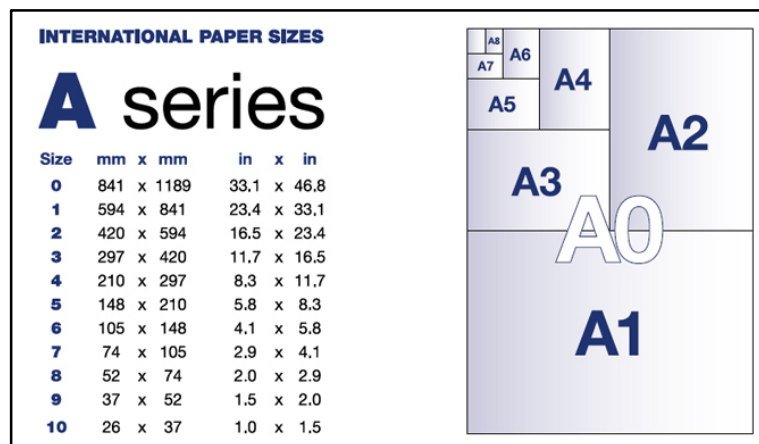 INTERNATIONAL PAPER SIZES
A series
Size mm x mm in x in
0 841 x 1189 33.1 x 46.8
1 594 x 841 23.4 x 33.1
2 420 x 594 16.5 x 23.4
3 297 x 420 11.7 x 16.5
4 210 x 297 8.3 x 11.7
5 148 x 210 5.8 x 8.3
6 105 x 148 4.1 x 5.8
7 74 x 105 2.9 x 4.1
8 52 x 74 2.0 x 2.9
9 37 x 52 1.5 x 2.0
10 26 x 37 1.0 x 1.5
A8
A6
A7
A4
A5
A2
A3
A0
A1